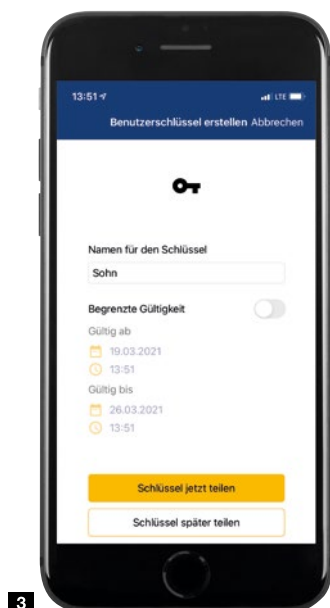 13:51 LTE
Benutzerschlüssel erstellen Abbrechen
Namen für den Schlüssel
Sohn
Begrenzte Gültigkeit
Gültig ab
19.03.2021
13:51
Gültig bis
26.03.2021
13:51
Schlüssel jetzt teilen
Schlüssel später teilen
3